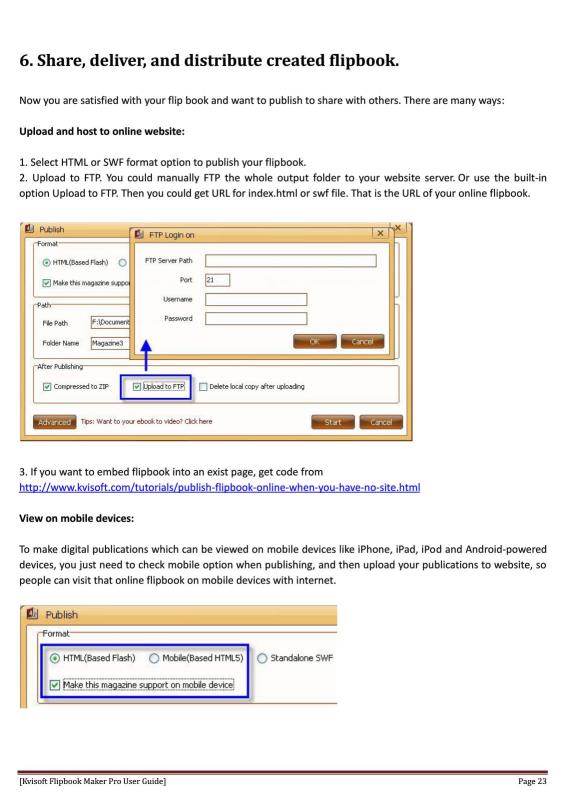 6. Share, deliver, and distribute created flipbook.
Now you are satisfied with your flip book and want to publish to share with others. There are many ways:
Upload and host to online website:
1. Select HTML or SWF format option to publish your flipbook.
2. Upload to FTP. You could manually FTP the whole output folder to your website server. Or use the built-in
option Upload to FTP. Then you could get URL for index.html or swf file. That is the URL of your online flipbook.
Publish
Format
HTML(Based Flash)
Make this magazine suppo
Path
File Path F:\Document
Folder Name Magazine3
FTP Login on
FTP Server Path
Port 21
Username
Password
OK Cancel
After Publishing
Compressed to ZIP Upload to FTP Delete local copy after uploading
Advanced Tips: Want to your ebook to video? Click here Start Cancel
3. If you want to embed flipbook into an exist page, get code from
http://www.kvisoft.com/tutorials/publish-flipbook-online-when-you-have-no-site.html
View on mobile devices:
To make digital publications which can be viewed on mobile devices like iPhone, iPad, iPod and Android-powered
devices, you just need to check mobile option when publishing, and then upload your publications to website, so
people can visit that online flipbook on mobile devices with internet.
Publish
Format
HTML(Based Flash) Mobile(Based HTML5) Standalone SWF
Make this magazine support on mobile device
[Kvisoft Flipbook Maker Pro User Guide] Page 23